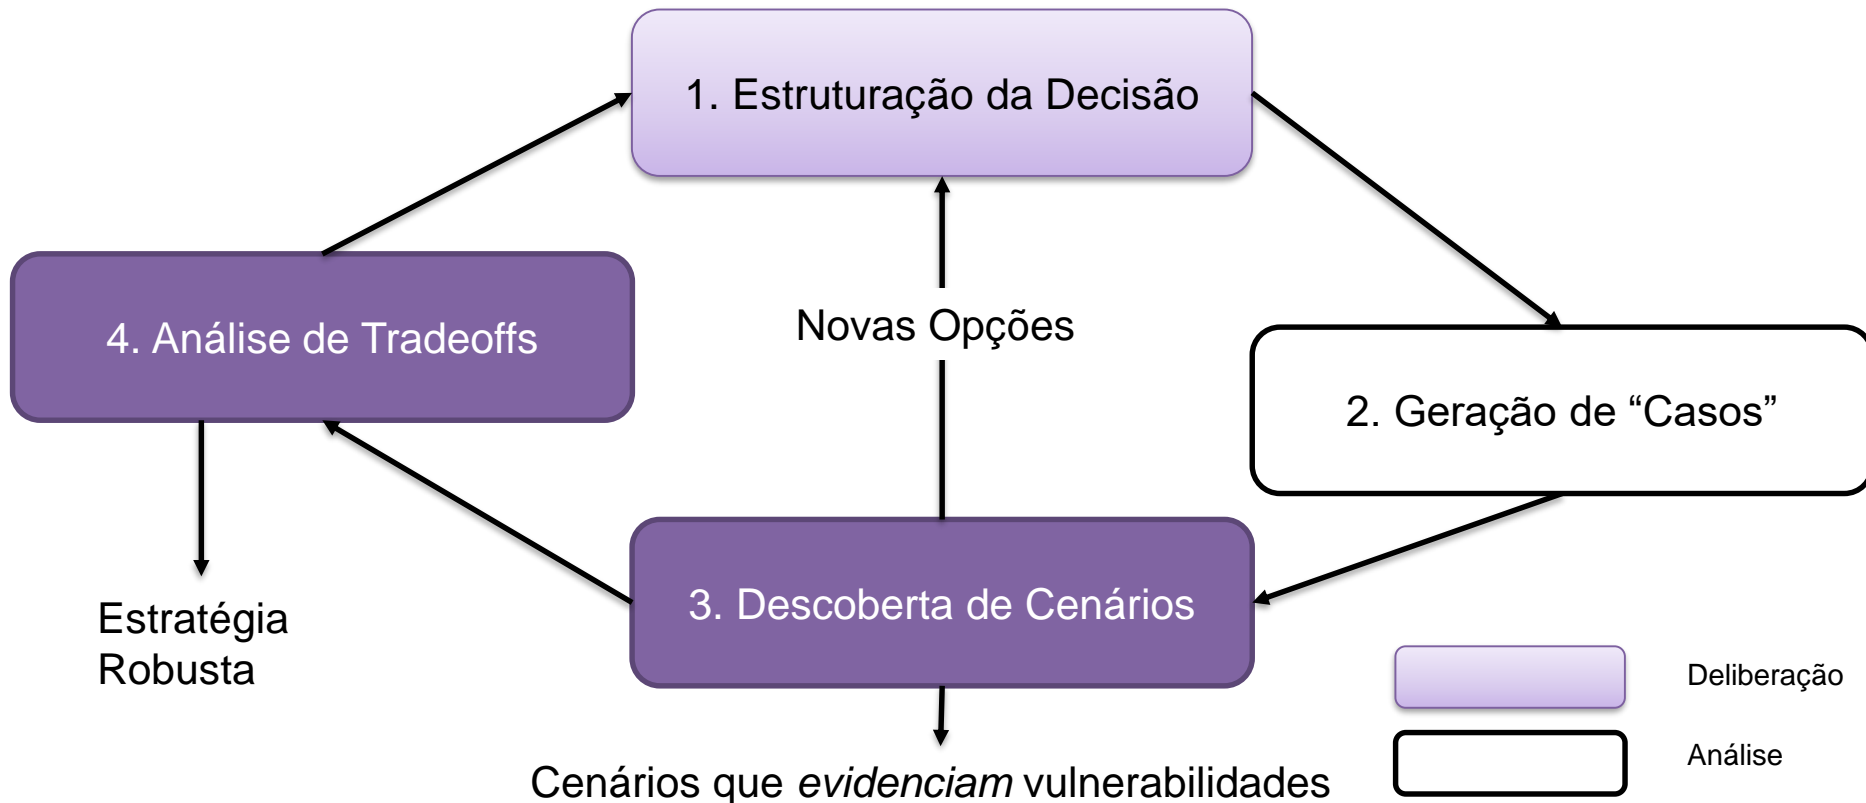 1. Estruturação da Decisão
4. Análise de Tradeoffs
Novas Opções
2. Geração de “Casos”
3. Descoberta de Cenários
Estratégia
Robusta
Cenários que evidenciam vulnerabilidades
Deliberação
Análise